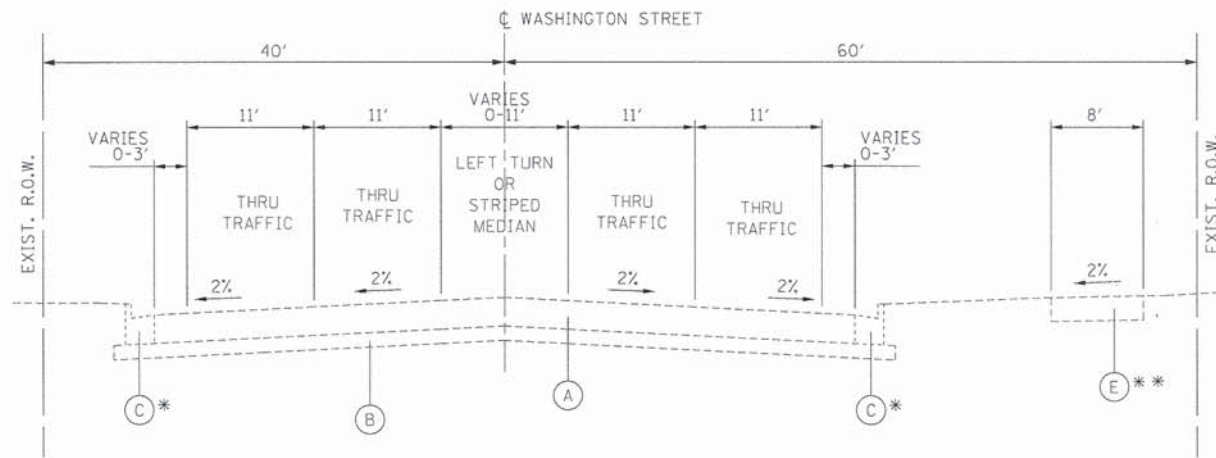 ℄ WASHINGTON STREET
40'
60'
VARIES
0-11'
11'
11'
11'
11'
8'
VARIES
0-3'
VARIES
0-3'
EXIST. R.O.W.
THRU
TRAFFIC
THRU
TRAFFIC
LEFT TURN
OR
STRIPED
MEDIAN
THRU
TRAFFIC
THRU
TRAFFIC
EXIST. R.O.W.
2%
2%
2%
2%
2%
C *
B
A
C *
E * *